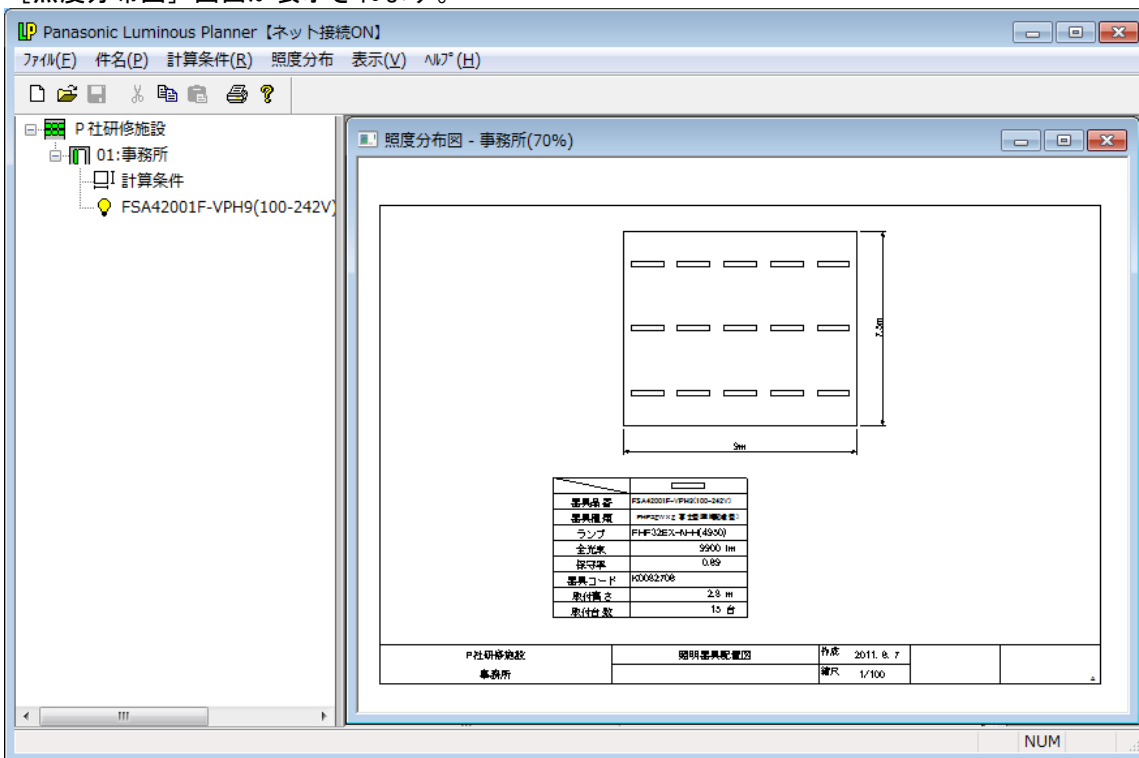 [照度分布図] 画面が表示されます。
Panasonic Luminous Planner【ネット接続ON】
ﾌｧｲﾙ(F) 件名(P) 計算条件(R) 照度分布 表示(V) ﾍﾙﾌﾟ(H)
P社研修施設
01:事務所
計算条件
FSA42001F-VPH9(100-242V)
照度分布図 - 事務所(70%)
7.5m
9m
器具品番 FSA42001F-VPH9(100-242V)
器具種類
ランプ FHF32EX-N-H(4950)
全光束 9900 lm
保守率 0.69
器具コード K0082708
取付高さ 2.8 m
取付台数 15 台
P社研修施設 照明器具配置図 作成 2011. 9. 7
事務所 縮尺 1/100
NUM